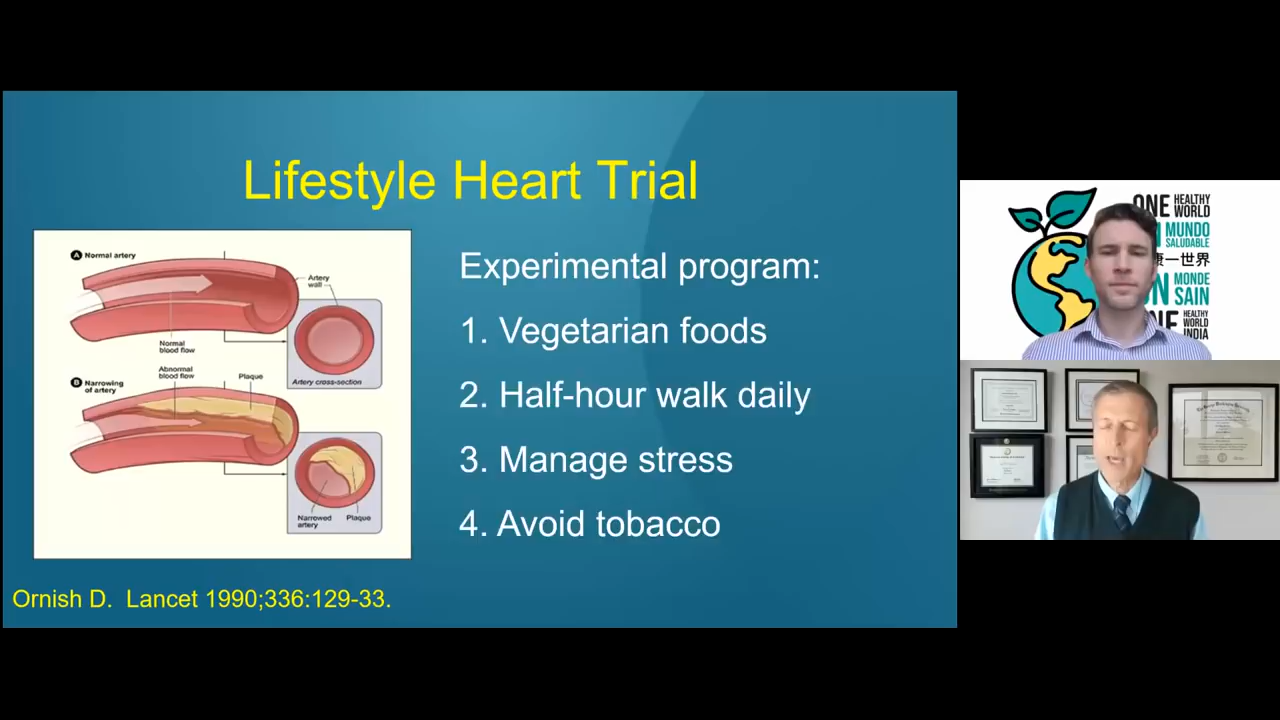 Lifestyle Heart Trial
A Normal artery
Artery
wall
Normal
blood flow
Artery cross-section
Abnormal
blood flow
B Narrowing
of artery
Plaque
Narrowed
artery
Plaque
Experimental program:
1. Vegetarian foods
2. Half-hour walk daily
3. Manage stress
4. Avoid tobacco
Ornish D. Lancet 1990;336:129-33.
ONE HEALTHY
WORLD
MUNDO
SALUDABLE
康一世界
MONDE
SAIN
HEALTHY
WORLD
INDIA